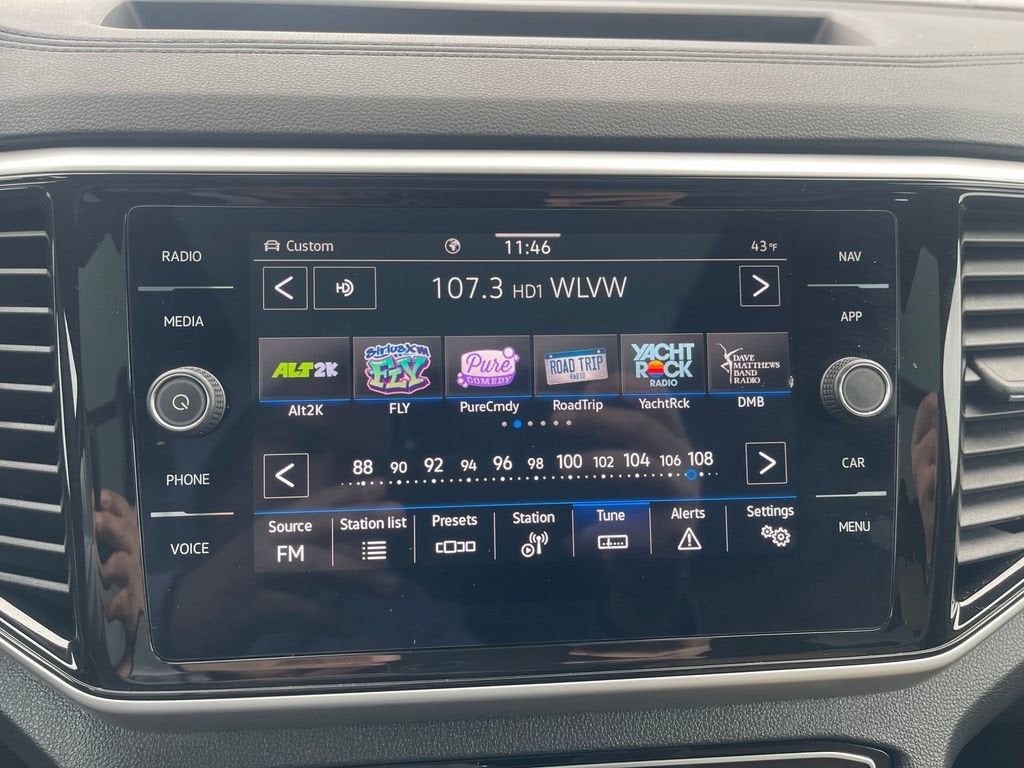 RADIO
MEDIA
PHONE
VOICE
Custom
11:46
43°F
HD
107.3 HD1 WLVW
ALT2K
SiriusXM
FLY
Pure
COMEDY
ROAD TRIP
RADIO
YACHT
ROCK
RADIO
DAVE
MATTHEWS
BAND
RADIO
Alt2K FLY PureCmdy RoadTrip YachtRck DMB
88 90 92 94 96 98 100 102 104 106 108
Source Station list Presets Station Tune Alerts Settings
FM
NAV
APP
CAR
MENU